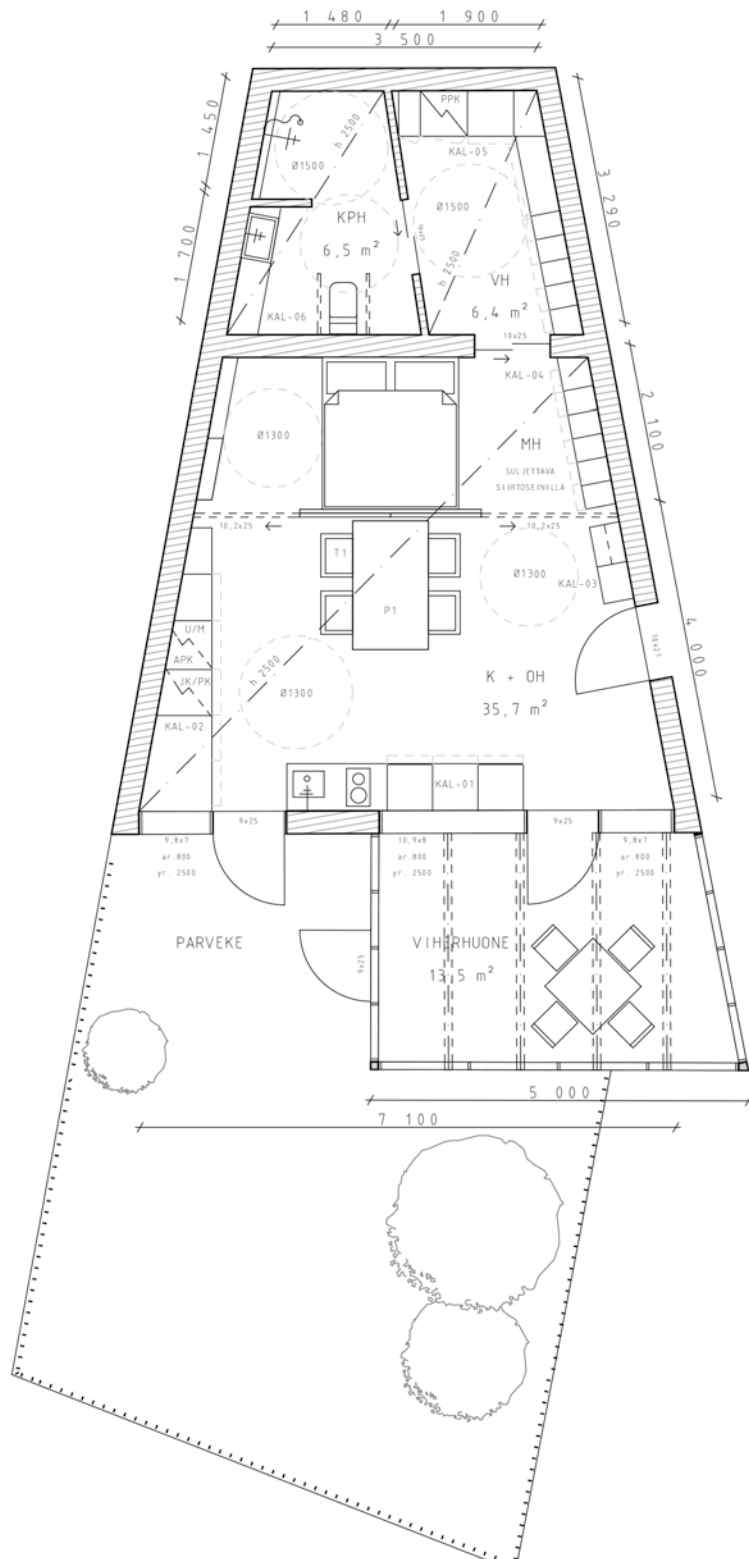 1 480
1 900
3 500
1 450
1 700
3 290
2 100
4 000
PPK
KAL-05
h 2500
Ø1500
KPH
6,5 m²
Ø1500
10x25
h 2500
VH
6,4 m²
KAL-06
10x25
KAL-04
MH
SULJETTAVA
SIIRTOSEINILLÄ
Ø1300
10,2x25
10,2x25
T1
P1
Ø1300
KAL-03
10x21
U/M
APK
JK/PK
KAL-02
h 2500
Ø1300
K + OH
35,7 m²
KAL-01
9,8x7
ar.800
yr. 2500
9x25
10,9x8
ar.800
yr. 2500
9x25
9,8x7
ar.800
yr. 2500
PARVEKE
9x25
VIHERHUONE
13,5 m²
5 000
7 100